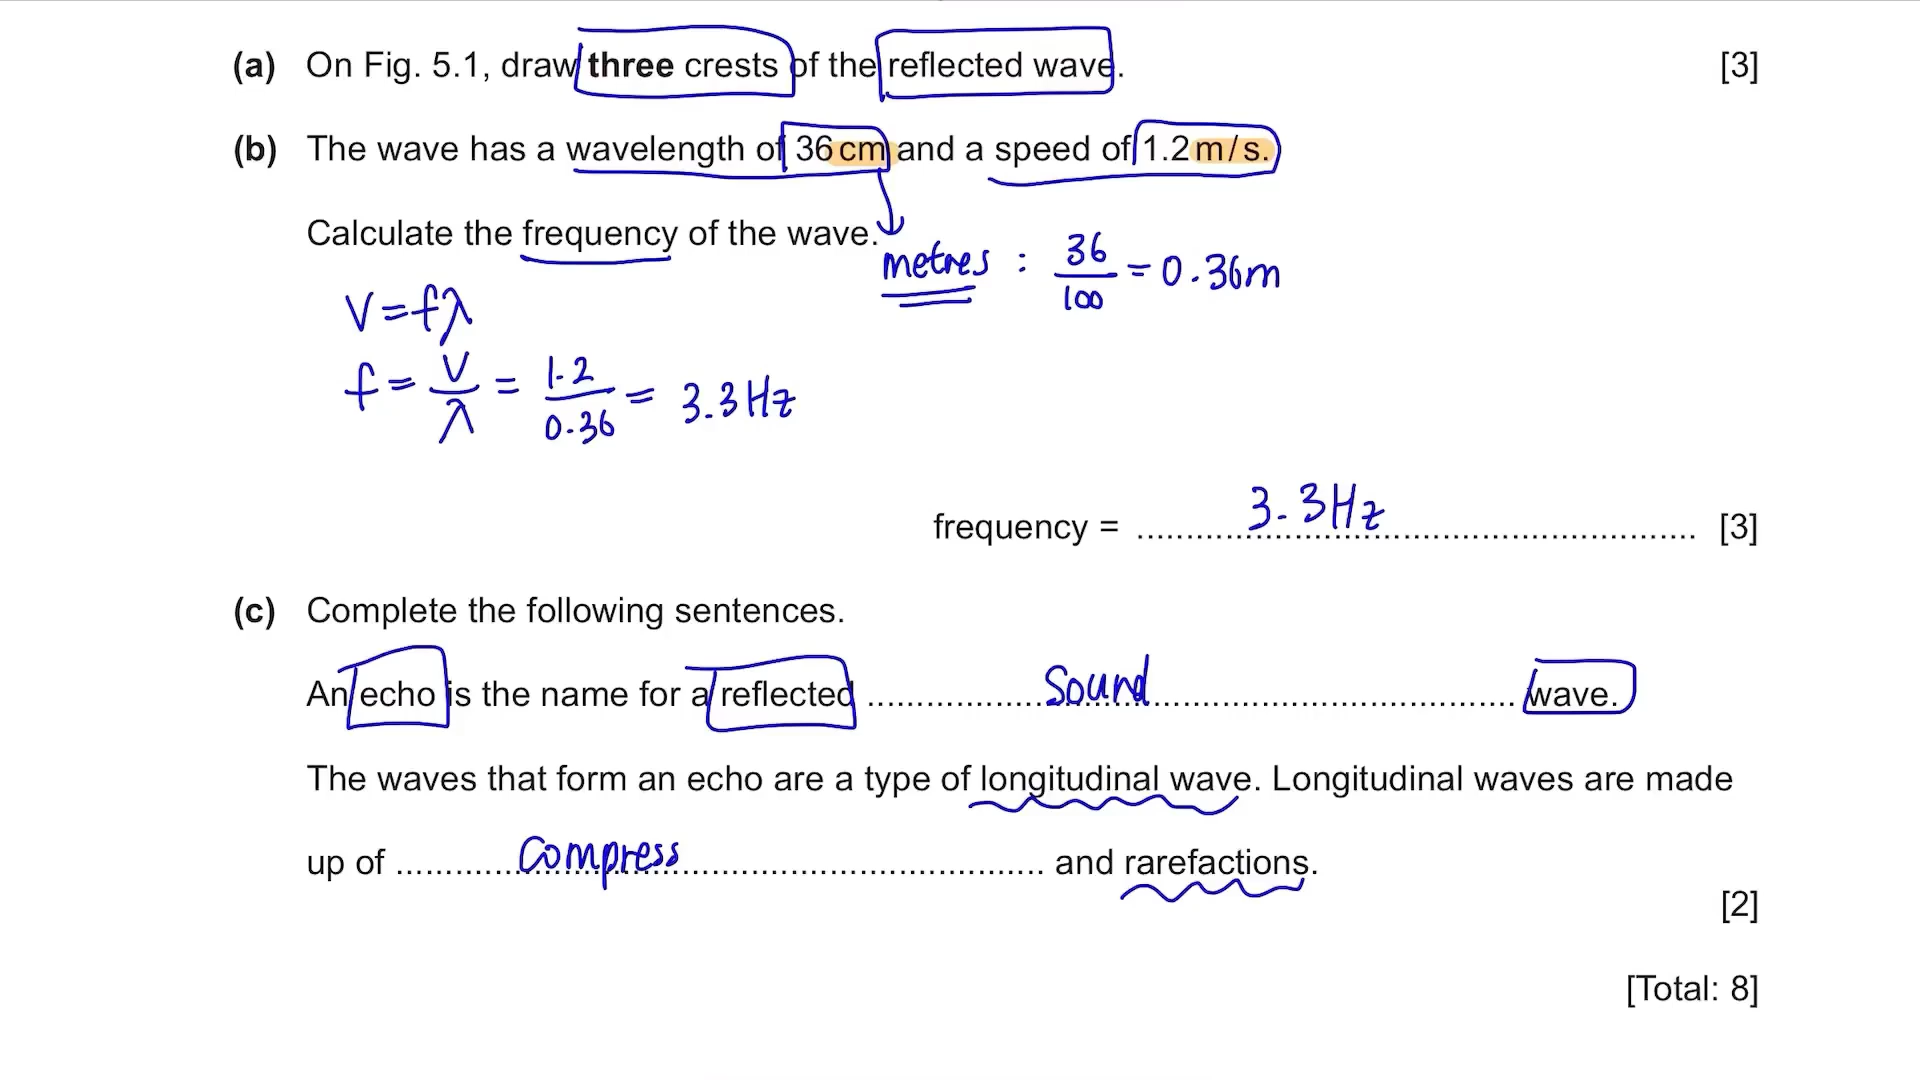 (a) On Fig. 5.1, draw three crests of the reflected wave. [3]
(b) The wave has a wavelength of 36 cm and a speed of 1.2 m/s.
Calculate the frequency of the wave.
metres : 36/100 = 0.36m
V=fλ
f = V/λ = 1.2/0.36 = 3.3Hz
frequency = .......... 3.3Hz .......... [3]
(c) Complete the following sentences.
An echo is the name for a reflected .......... Sound .......... wave.
The waves that form an echo are a type of longitudinal wave. Longitudinal waves are made
up of .......... Compress .......... and rarefactions.
[2]
[Total: 8]